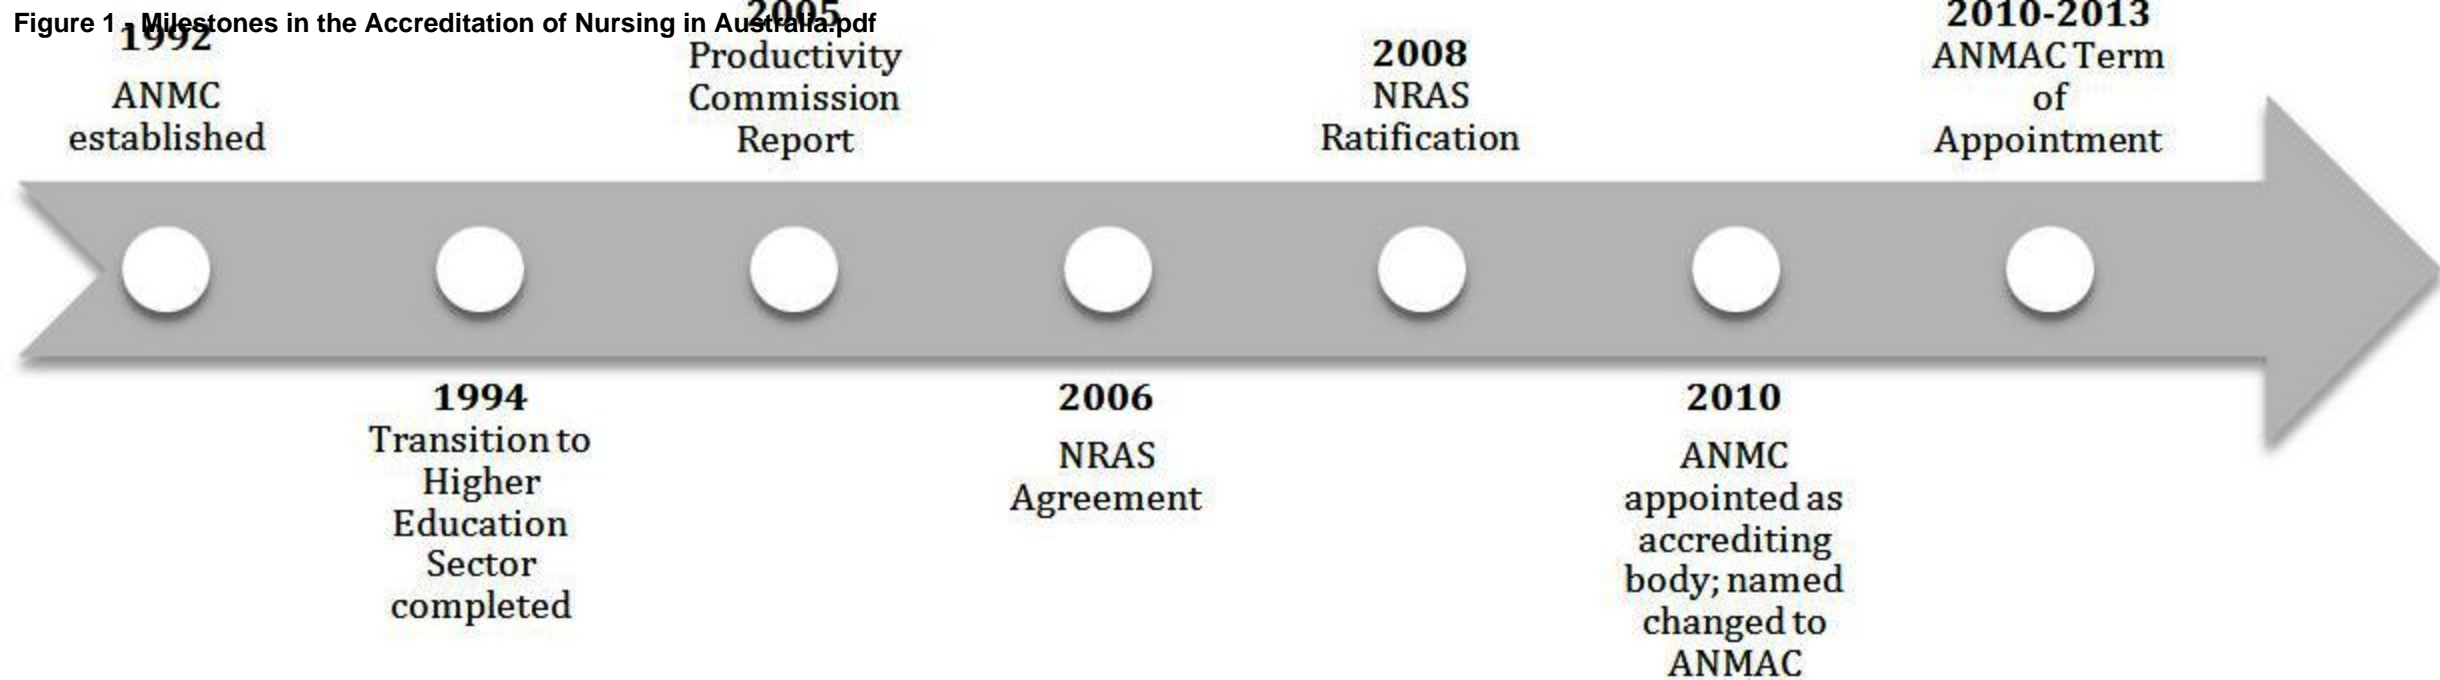 Figure 1 - Milestones in the Accreditation of Nursing in Australia.pdf
1992
ANMC
established
1994
Transition to
Higher
Education
Sector
completed
2005
Productivity
Commission
Report
2006
NRAS
Agreement
2008
NRAS
Ratification
2010
ANMC
appointed as
accrediting
body; named
changed to
ANMAC
2010-2013
ANMAC Term
of
Appointment